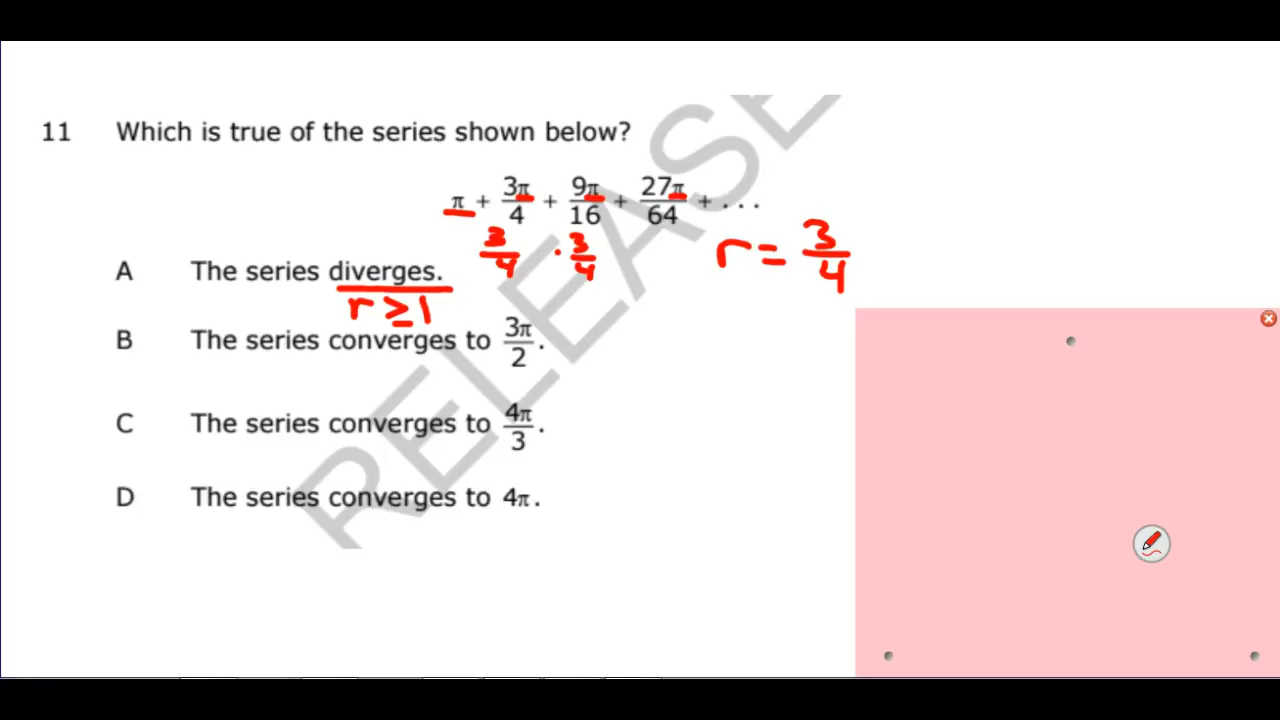 11 Which is true of the series shown below?
π + 3π/4 + 9π/16 + 27π/64 + . . .
3/4 · 3/4 r = 3/4
A The series diverges.
r ≥ 1
B The series converges to 3π/2.
C The series converges to 4π/3.
D The series converges to 4π.
RELEASE